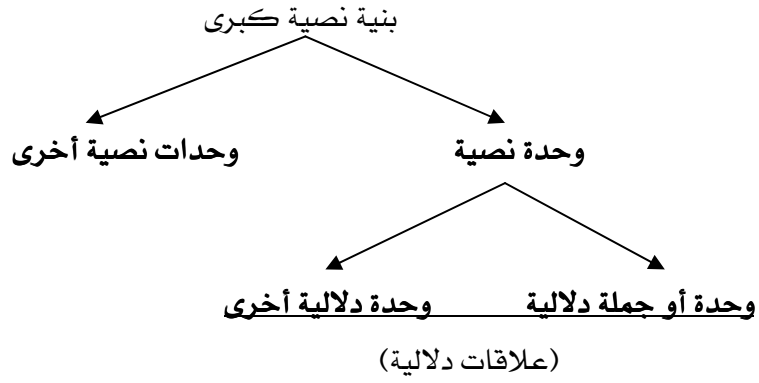 بنية نصية كبرى
وحدة نصية وحدات نصية أخرى
وحدة أو جملة دلالية وحدة دلالية أخرى
(علاقات دلالية)